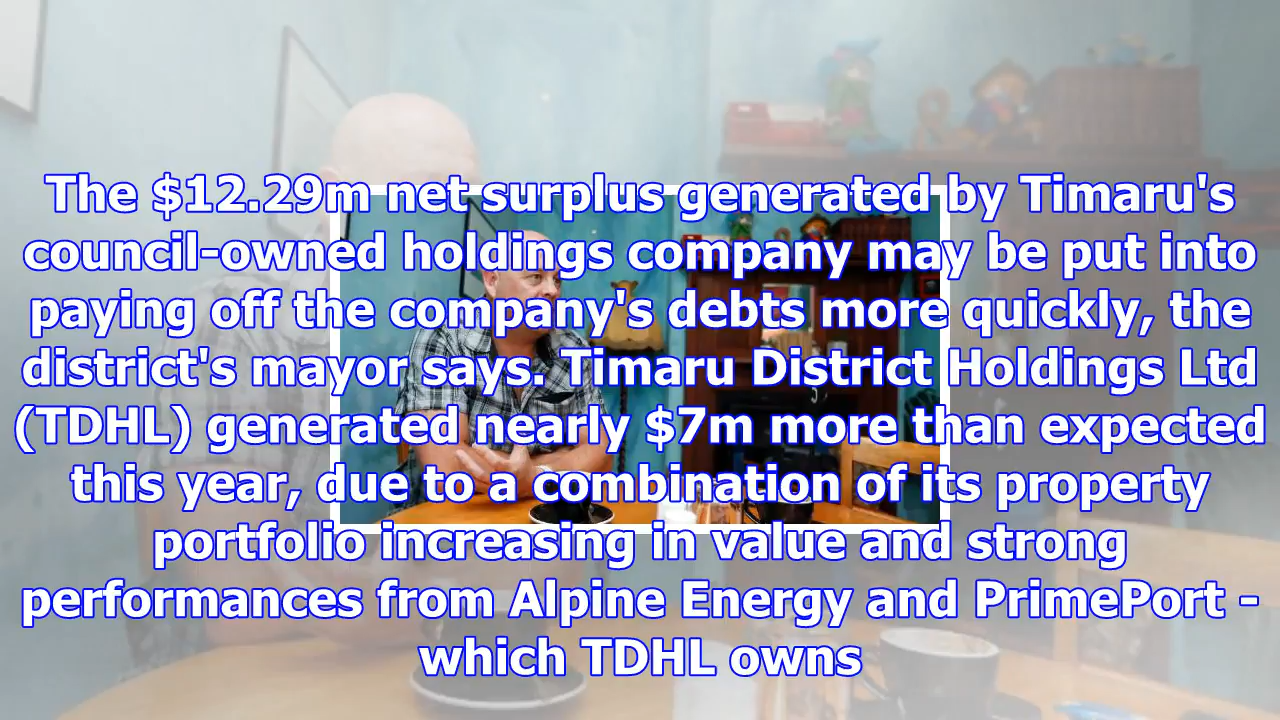 The $12.29m net surplus generated by Timaru's
council-owned holdings company may be put into
paying off the company's debts more quickly, the
district's mayor says. Timaru District Holdings Ltd
(TDHL) generated nearly $7m more than expected
this year, due to a combination of its property
portfolio increasing in value and strong
performances from Alpine Energy and PrimePort -
which TDHL owns